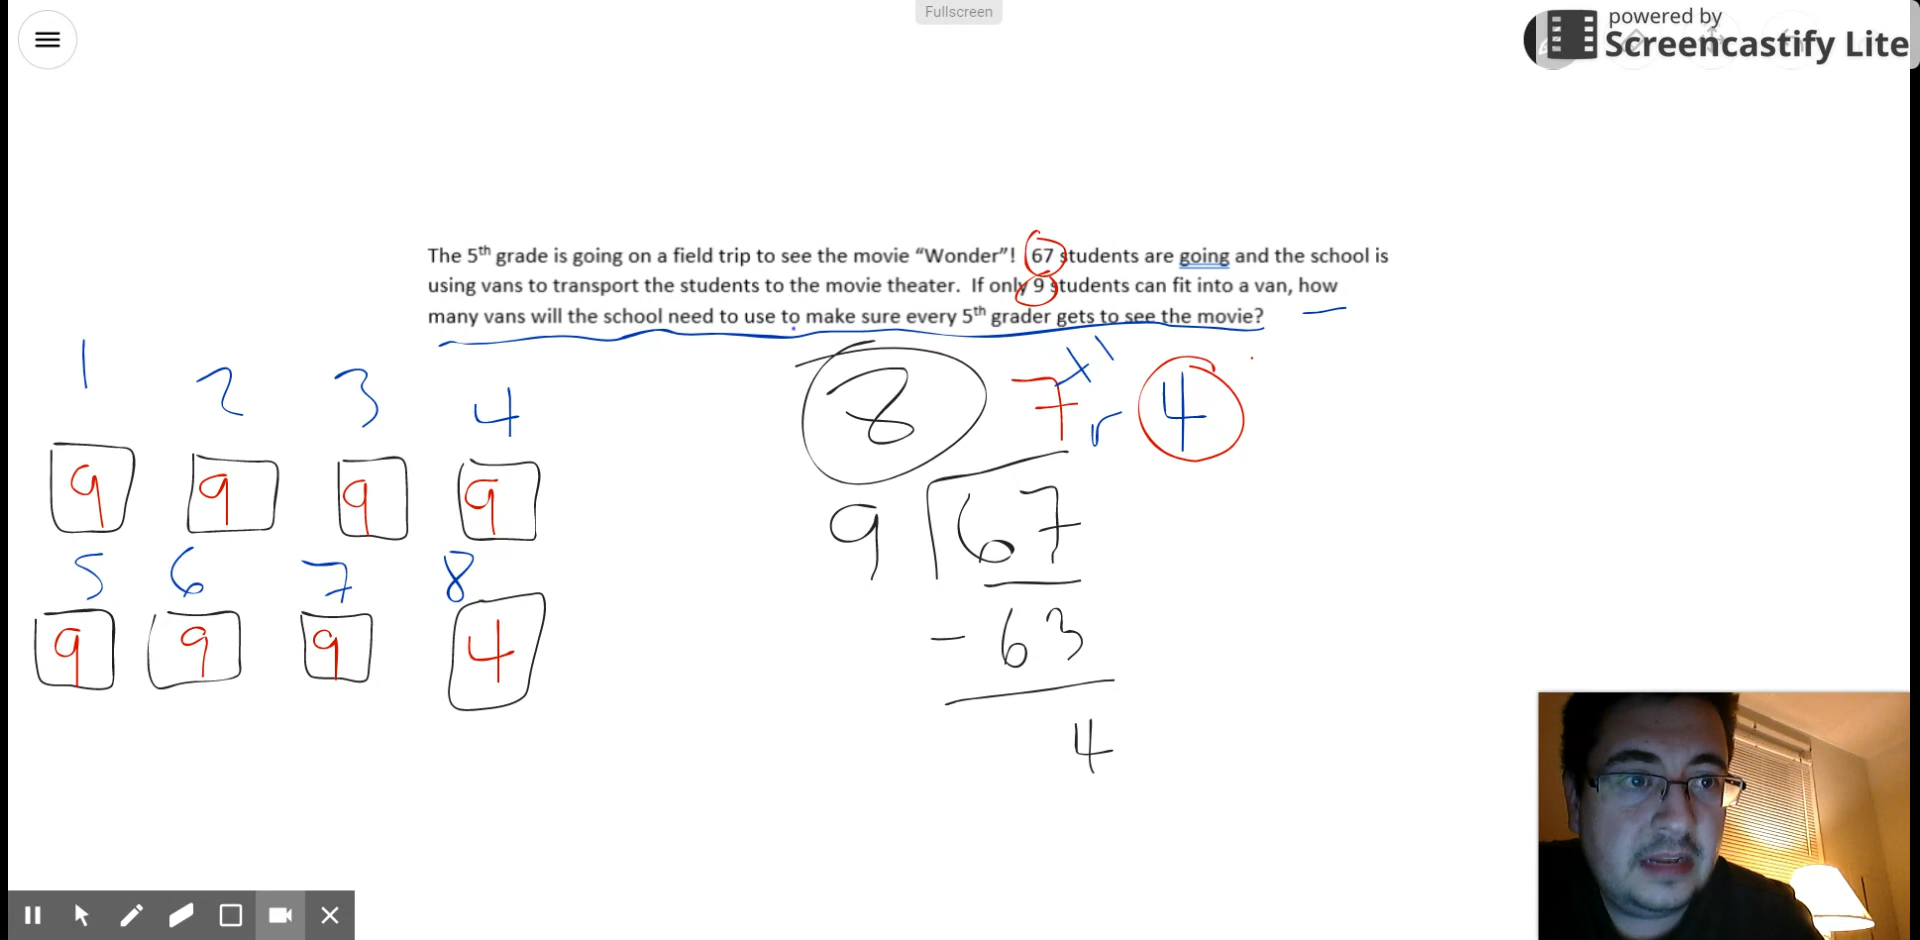 Fullscreen
powered by
Screencastify Lite
The 5th grade is going on a field trip to see the movie “Wonder”! 67 students are going and the school is
using vans to transport the students to the movie theater. If only 9 students can fit into a van, how
many vans will the school need to use to make sure every 5th grader gets to see the movie?
1 2 3 4
9 9 9 9
5 6 7 8
9 9 9 4
+1
8 7 r 4
9 67
- 63
4